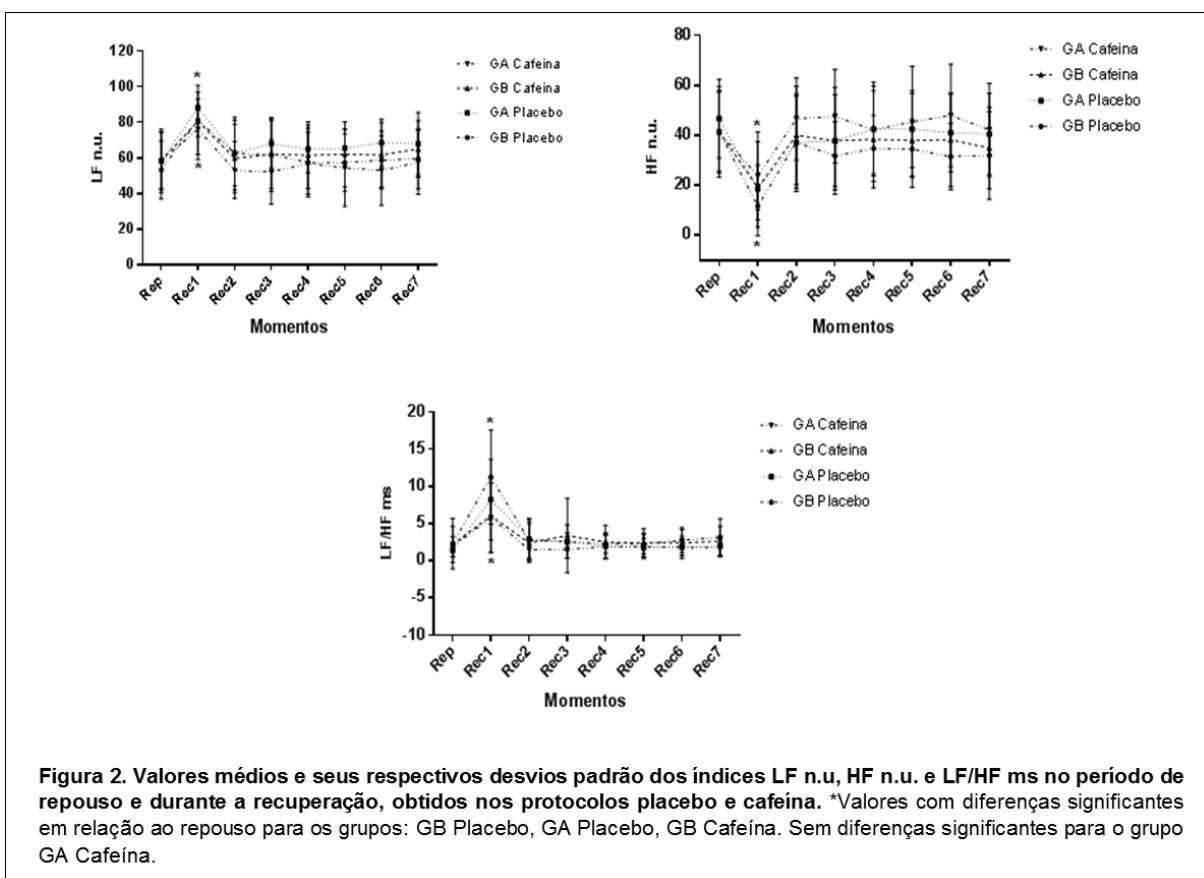 120
100
80
60
40
20
0
LF n.u.
Rep
Rec1
Rec2
Rec3
Rec4
Rec5
Rec6
Rec7
Momentos
*
*
GA Cafeina
GB Cafeina
GA Placebo
GB Placebo
80
60
40
20
0
HF n.u.
Rep
Rec1
Rec2
Rec3
Rec4
Rec5
Rec6
Rec7
Momentos
*
*
GA Cafeina
GB Cafeina
GA Placebo
GB Placebo
20
15
10
5
0
-5
-10
LF/HF ms
Rep
Rec1
Rec2
Rec3
Rec4
Rec5
Rec6
Rec7
Momentos
*
*
GA Cafeina
GB Cafeina
GA Placebo
GB Placebo
Figura 2. Valores médios e seus respectivos desvios padrão dos índices LF n.u, HF n.u. e LF/HF ms no período de
repouso e durante a recuperação, obtidos nos protocolos placebo e cafeína. *Valores com diferenças significantes
em relação ao repouso para os grupos: GB Placebo, GA Placebo, GB Cafeína. Sem diferenças significantes para o grupo
GA Cafeína.